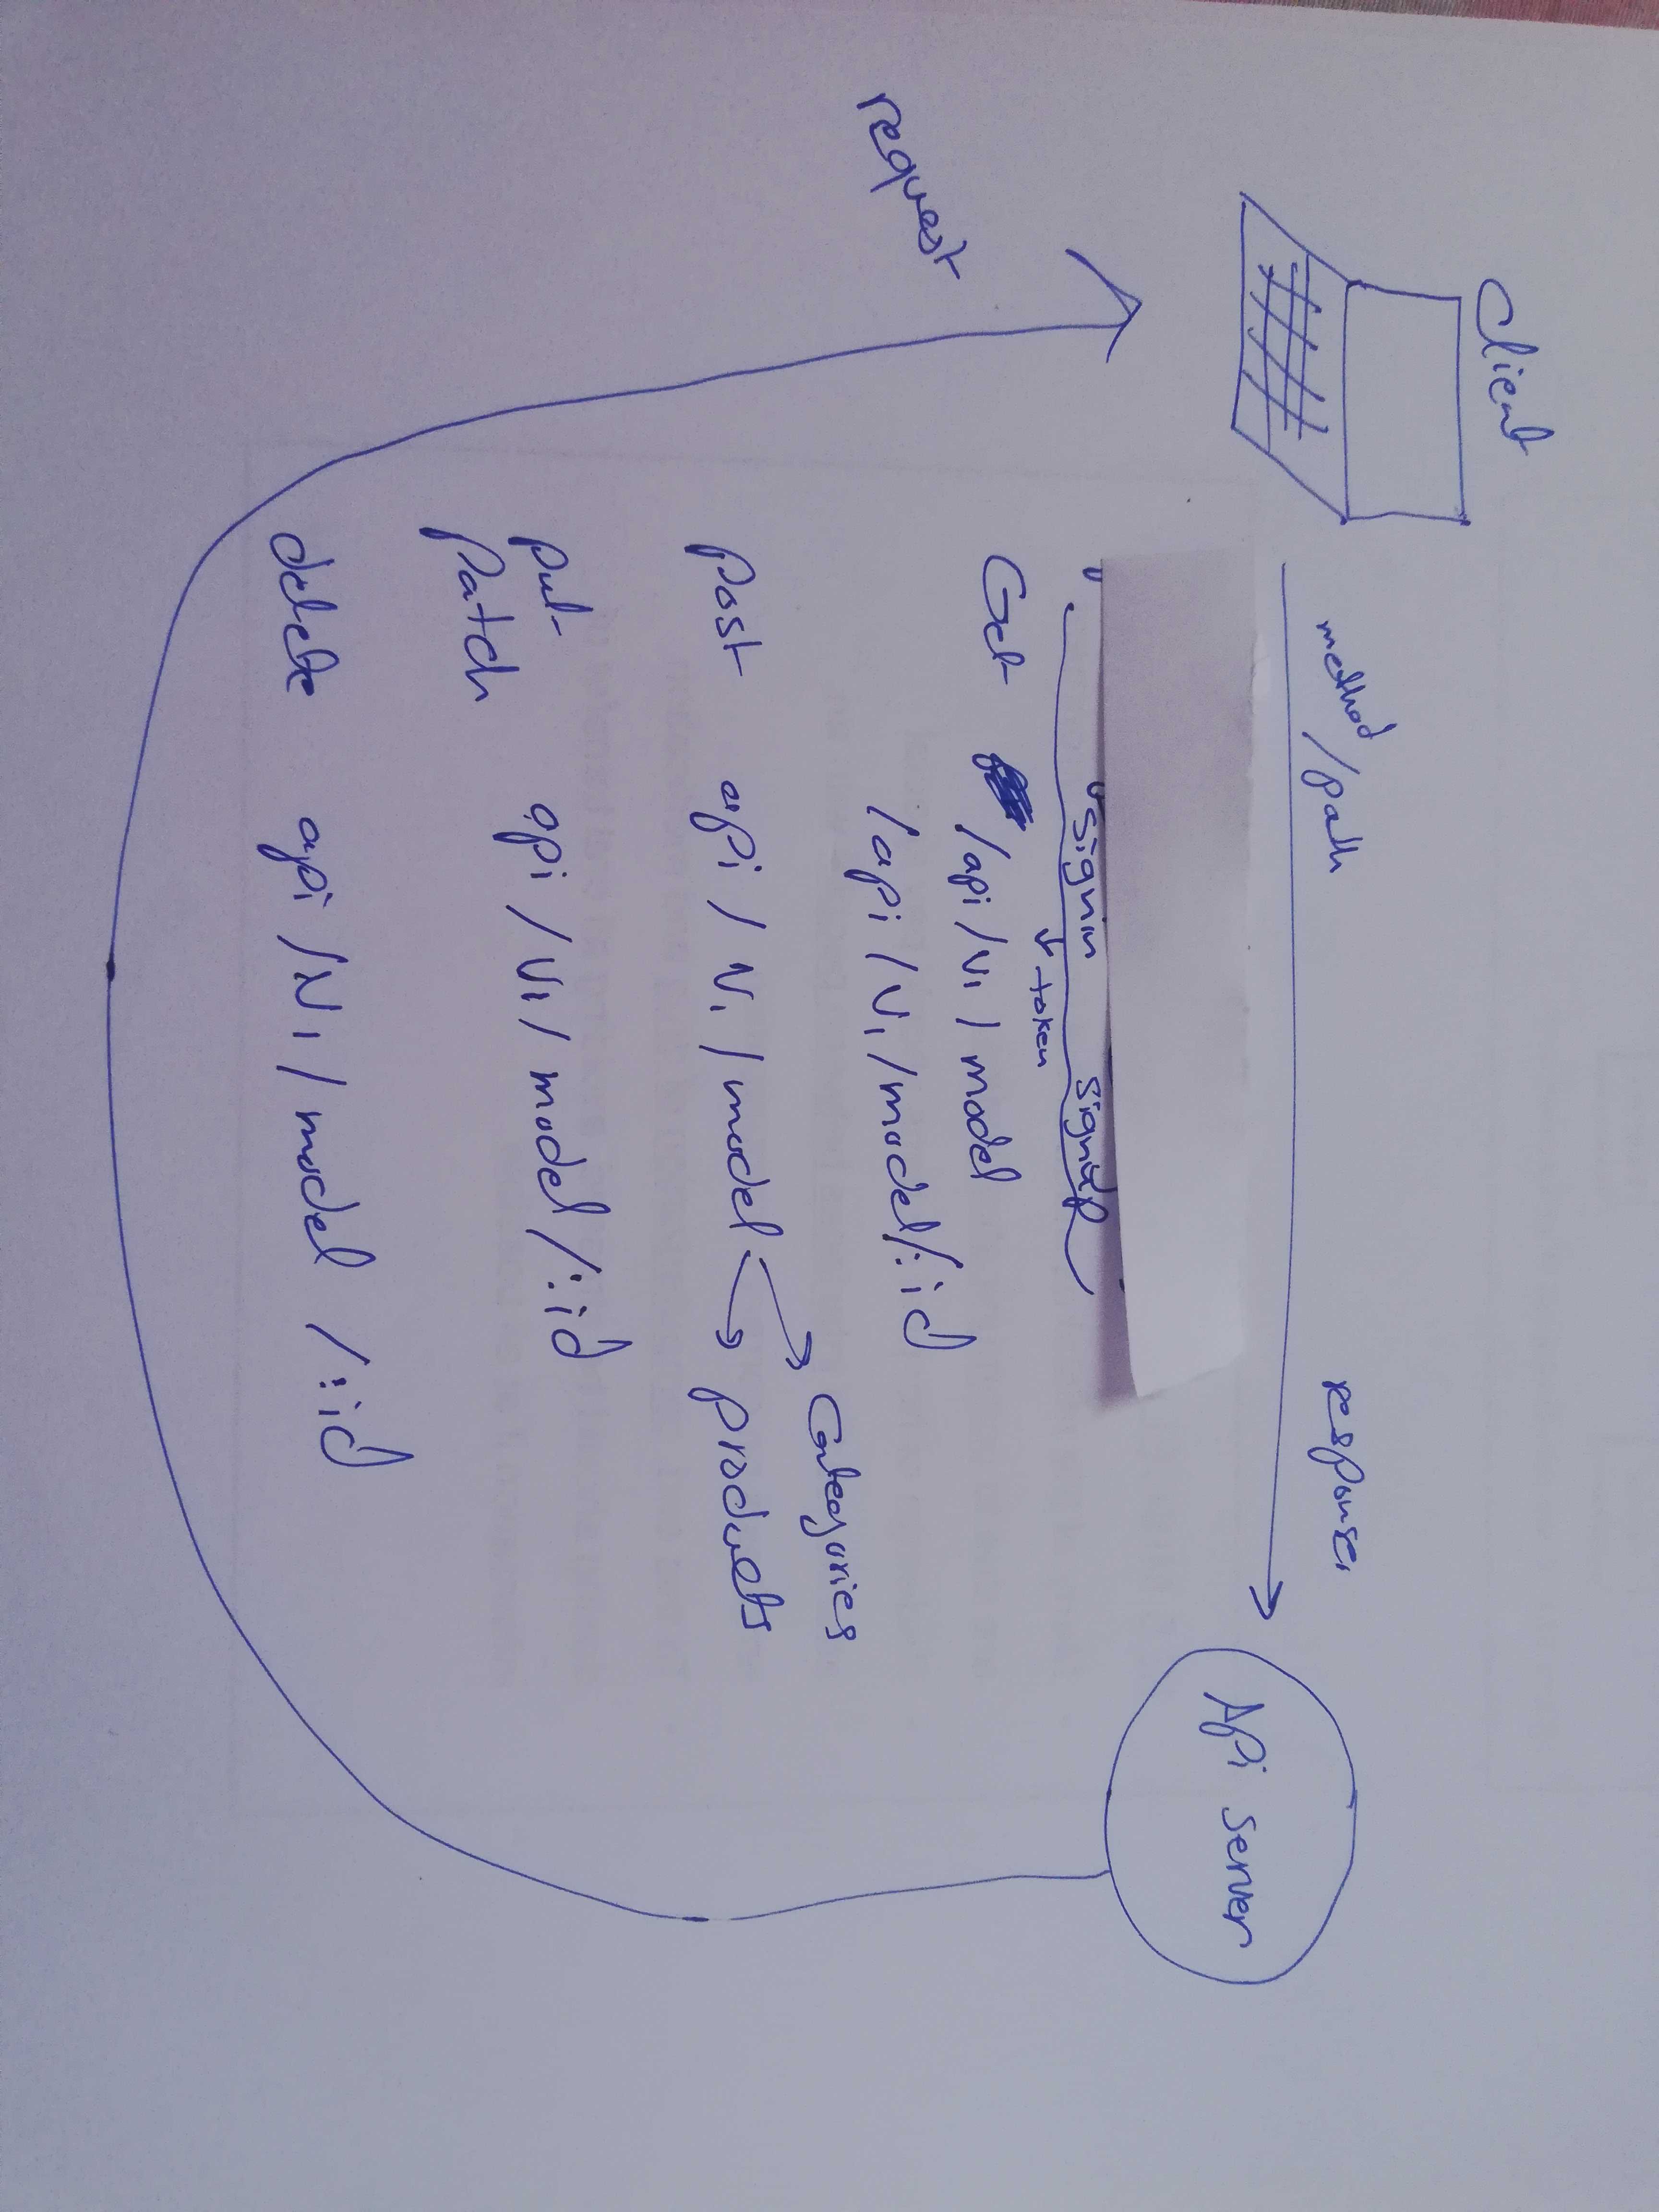 Client
method/path
response
Api Server
request
Signin Signup
token
Get /api/v1/model
/api/v1/model/:id
Post api/v1/model
Categories
products
put
patch
api/v1/model/:id
delete api/v1/model/:id